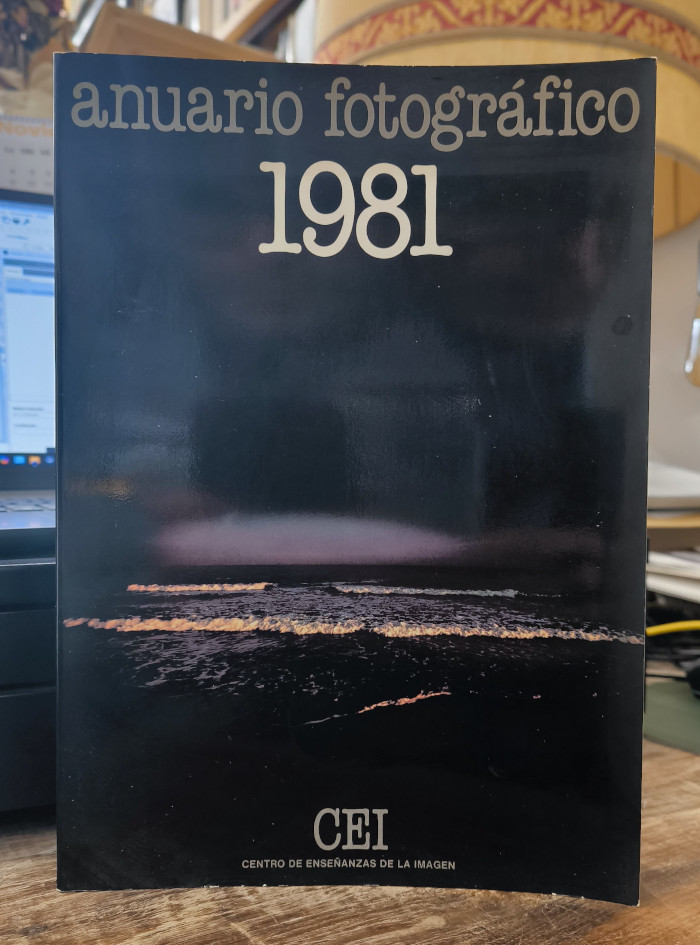 anuario fotográfico
1981
CEI
CENTRO DE ENSEÑANZAS DE LA IMAGEN